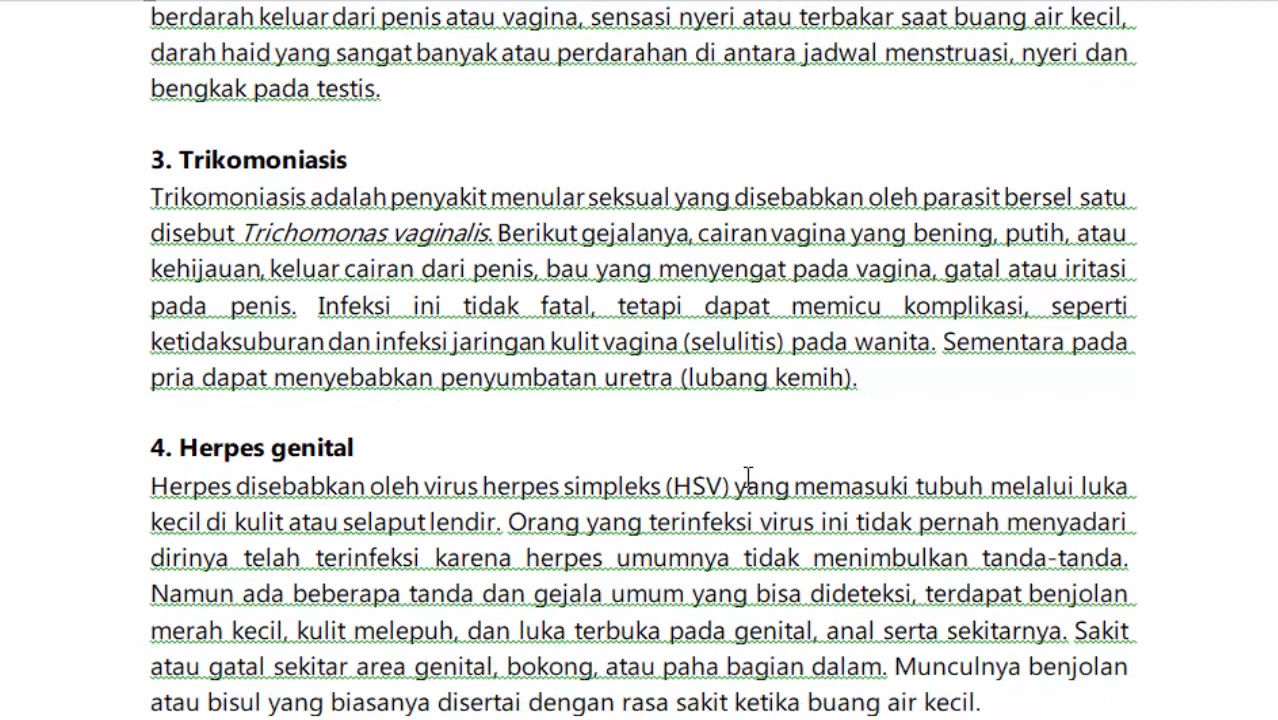 berdarah keluar dari penis atau vagina, sensasi nyeri atau terbakar saat buang air kecil,
darah haid yang sangat banyak atau perdarahan di antara jadwal menstruasi, nyeri dan
bengkak pada testis.
3. Trikomoniasis
Trikomoniasis adalah penyakit menular seksual yang disebabkan oleh parasit bersel satu
disebut Trichomonas vaginalis. Berikut gejalanya, cairan vagina yang bening, putih, atau
kehijauan, keluar cairan dari penis, bau yang menyengat pada vagina, gatal atau iritasi
pada penis. Infeksi ini tidak fatal, tetapi dapat memicu komplikasi, seperti
ketidaksuburan dan infeksi jaringan kulit vagina (selulitis) pada wanita. Sementara pada
pria dapat menyebabkan penyumbatan uretra (lubang kemih).
4. Herpes genital
Herpes disebabkan oleh virus herpes simpleks (HSV) yang memasuki tubuh melalui luka
kecil di kulit atau selaput lendir. Orang yang terinfeksi virus ini tidak pernah menyadari
dirinya telah terinfeksi karena herpes umumnya tidak menimbulkan tanda-tanda.
Namun ada beberapa tanda dan gejala umum yang bisa dideteksi, terdapat benjolan
merah kecil, kulit melepuh, dan luka terbuka pada genital, anal serta sekitarnya. Sakit
atau gatal sekitar area genital, bokong, atau paha bagian dalam. Munculnya benjolan
atau bisul yang biasanya disertai dengan rasa sakit ketika buang air kecil.